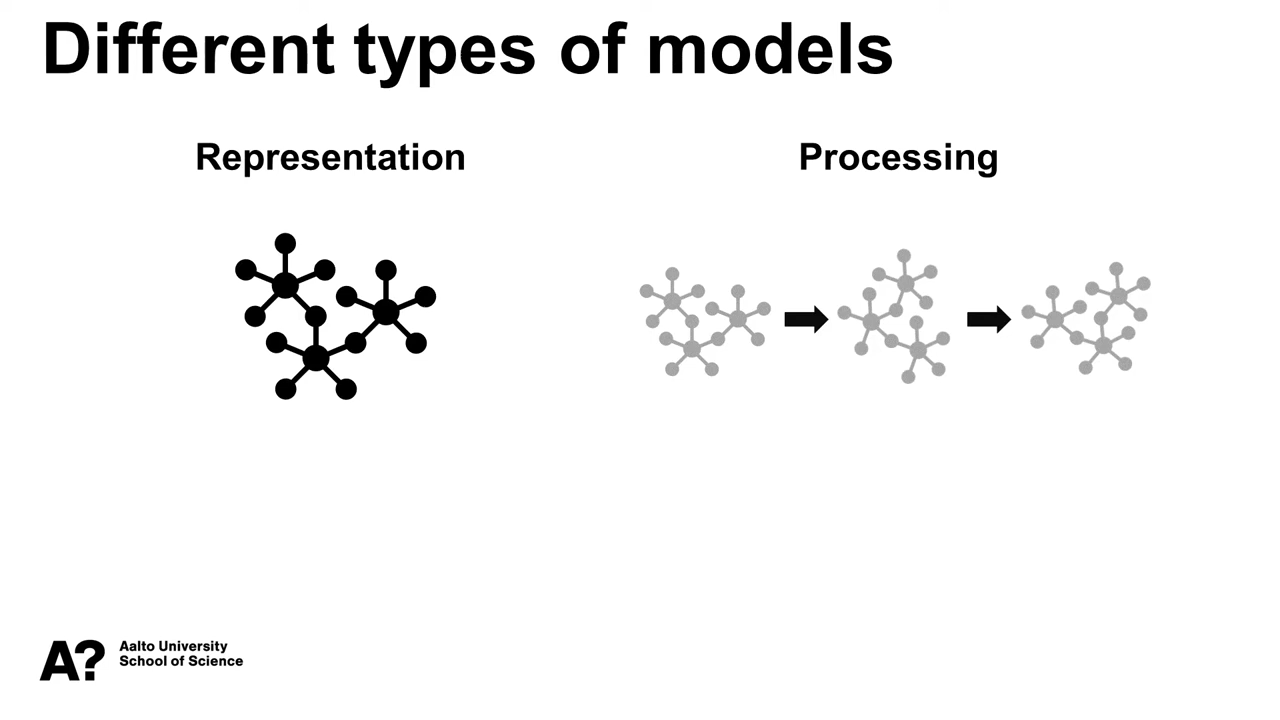 Different types of models
Representation
Processing
A?
Aalto University
School of Science